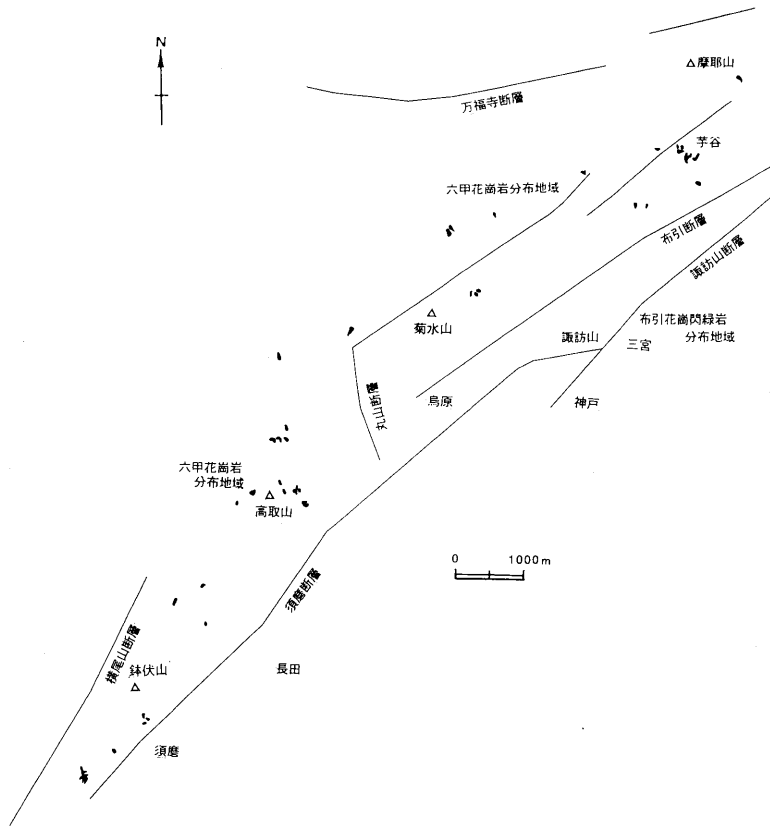 N
摩耶山
万福寺断層
芋谷
六甲花崗岩分布地域
布引断層
諏訪山断層
菊水山
布引花崗閃緑岩
分布地域
諏訪山
三宮
丸山断層
烏原
神戸
六甲花崗岩
分布地域
高取山
0 1000m
須磨断層
横尾山断層
鉢伏山
長田
須磨